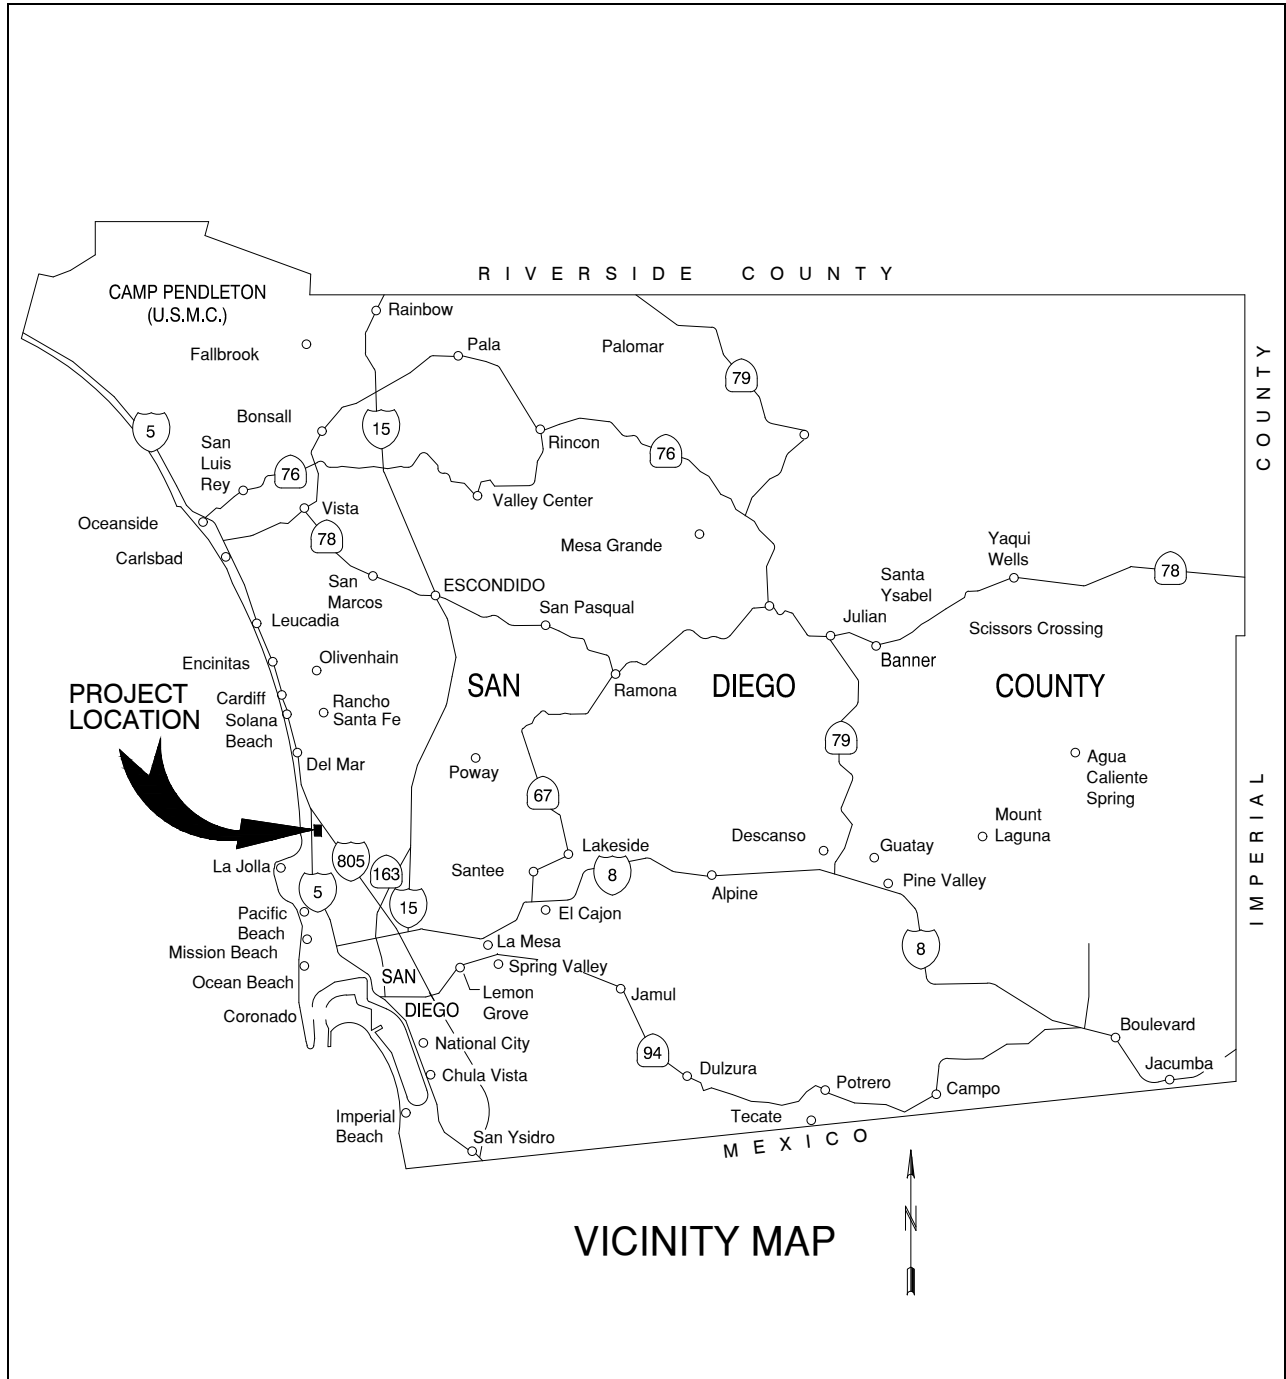 RIVERSIDE COUNTY
CAMP PENDLETON
(U.S.M.C.)
Rainbow
Fallbrook
Pala
Palomar
79
COUNTY
Bonsall
5
15
San
Luis
Rey
76
Rincon
76
Valley Center
Oceanside
Vista
Carlsbad
78
Mesa Grande
Yaqui
Wells
78
San
Marcos
ESCONDIDO
Santa
Ysabel
San Pasqual
Julian
Leucadia
Scissors Crossing
Encinitas
Olivenhain
Banner
PROJECT
LOCATION
Cardiff
Rancho
Santa Fe
Solana
Beach
SAN
Ramona
DIEGO
COUNTY
79
Del Mar
Poway
Agua
Caliente
Spring
67
IMPERIAL
Mount
Laguna
Descanso
Guatay
Lakeside
La Jolla
805
163
Santee
8
Alpine
Pine Valley
5
15
Pacific
Beach
El Cajon
Mission Beach
La Mesa
8
Ocean Beach
SAN
Spring Valley
Coronado
DIEGO
Lemon
Grove
Jamul
Boulevard
National City
94
Chula Vista
Dulzura
Potrero
Campo
Jacumba
Imperial
Beach
Tecate
San Ysidro
MEXICO
N
VICINITY MAP